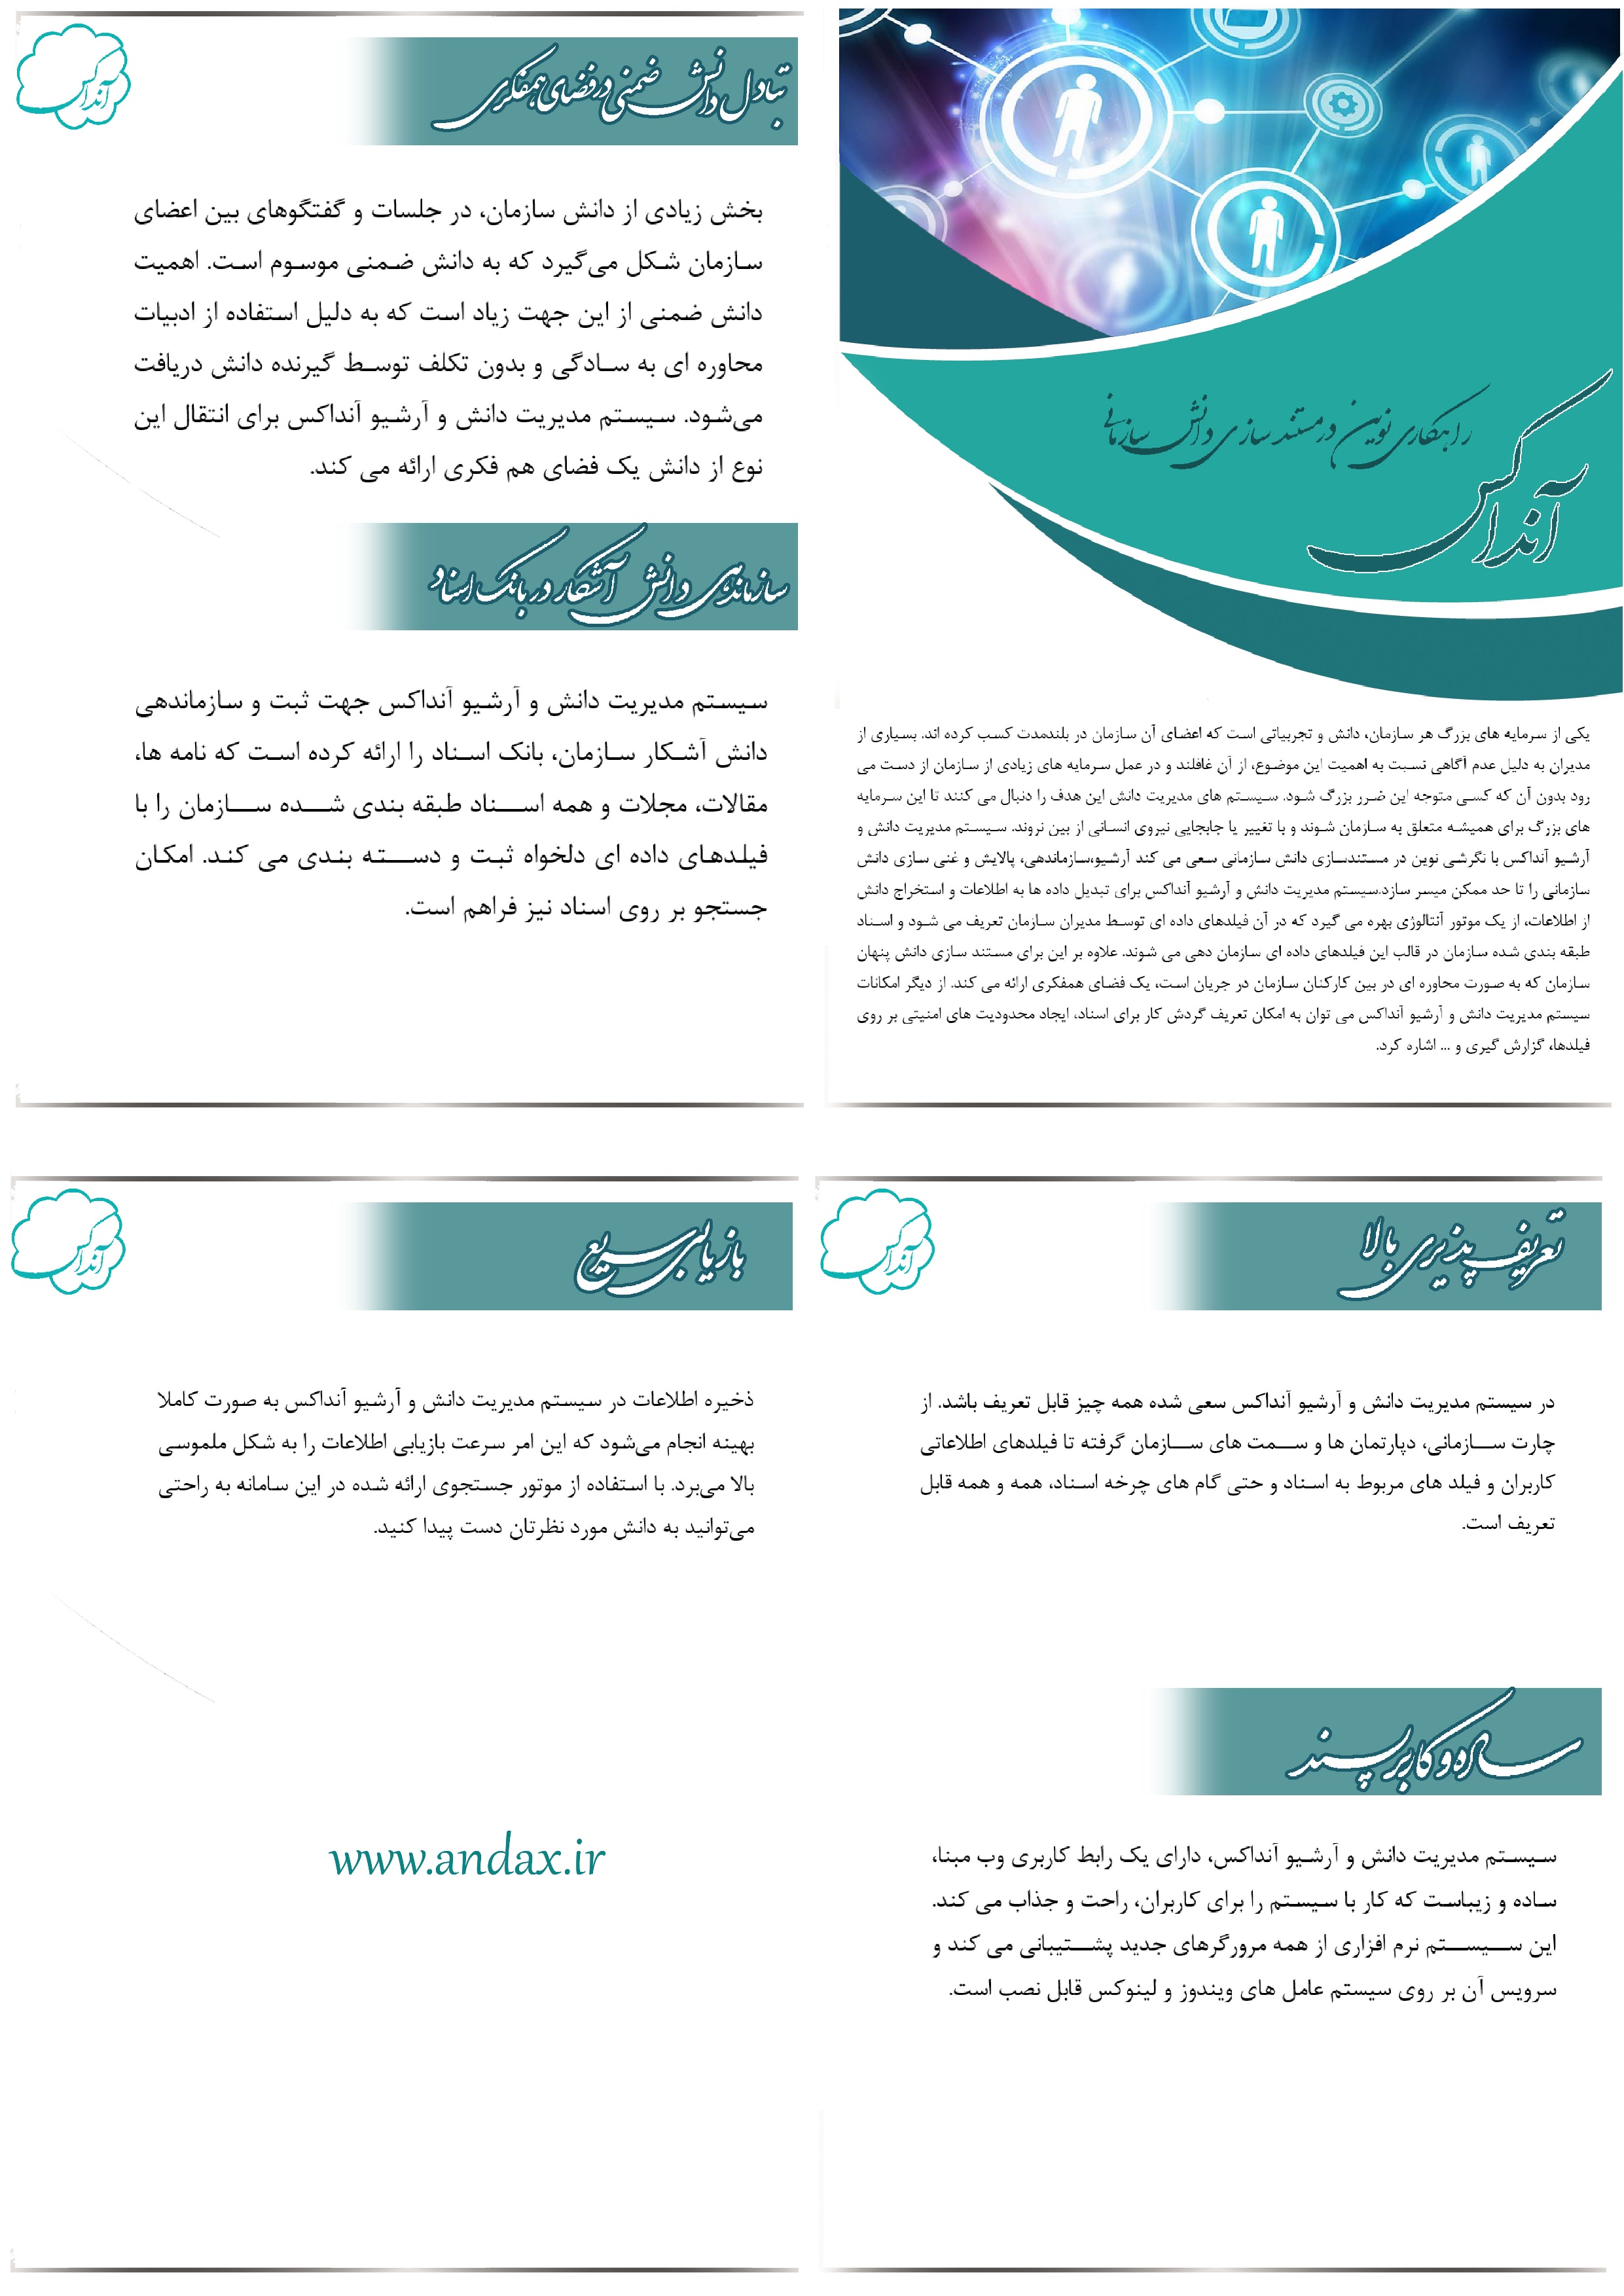 راهکاری نوین در مستند سازی دانش سازمانی
آنداکس
یکی از سرمایه های بزرگ هر سازمان، دانش و تجربیاتی است که اعضای آن سازمان در بلندمدت کسب کرده اند. بسیاری از
مدیران به دلیل عدم آگاهی نسبت به اهمیت این موضوع، از آن غافلند و در عمل سرمایه های زیادی از سازمان از دست می
رود بدون آن که کسی متوجه این ضرر بزرگ شود. سیستم های مدیریت دانش این هدف را دنبال می کنند تا این سرمایه
های بزرگ برای همیشه متعلق به سازمان شوند و با تغییر یا جابجایی نیروی انسانی از بین نروند. سیستم مدیریت دانش و
آرشیو آنداکس با نگرشی نوین در مستندسازی دانش سازمانی سعی می کند آرشیو،سازماندهی، پالایش و غنی سازی دانش
سازمانی را تا حد ممکن میسر سازد.سیستم مدیریت دانش و آرشیو آنداکس برای تبدیل داده ها به اطلاعات و استخراج دانش
از اطلاعات، از یک موتور آنتالوژی بهره می گیرد که در آن فیلدهای داده ای توسط مدیران سازمان تعریف می شود و اسناد
طبقه بندی شده سازمان در قالب این فیلدهای داده ای سازمان دهی می شوند. علاوه بر این برای مستند سازی دانش پنهان
سازمان که به صورت محاوره ای در بین کارکنان سازمان در جریان است، یک فضای همفکری ارائه می کند. از دیگر امکانات
سیستم مدیریت دانش و آرشیو آنداکس می توان به امکان تعریف گردش کار برای اسناد، ایجاد محدودیت های امنیتی بر روی
فیلدها، گزارش گیری و ... اشاره کرد.
تبادل دانش ضمنی در فضای همفکری
آنداکس
بخش زیادی از دانش سازمان، در جلسات و گفتگوهای بین اعضای
سازمان شکل می‌گیرد که به دانش ضمنی موسوم است. اهمیت
دانش ضمنی از این جهت زیاد است که به دلیل استفاده از ادبیات
محاوره ای به سادگی و بدون تکلف توسط گیرنده دانش دریافت
می‌شود. سیستم مدیریت دانش و آرشیو آنداکس برای انتقال این
نوع از دانش یک فضای هم فکری ارائه می کند.
سازماندهی دانش آشکار در بانک اسناد
سیستم مدیریت دانش و آرشیو آنداکس جهت ثبت و سازماندهی
دانش آشکار سازمان، بانک اسناد را ارائه کرده است که نامه ها،
مقالات، مجلات و همه اسناد طبقه بندی شده سازمان را با
فیلدهای داده ای دلخواه ثبت و دسته بندی می کند. امکان
جستجو بر روی اسناد نیز فراهم است.
تعریف پذیری بالا
آنداکس
در سیستم مدیریت دانش و آرشیو آنداکس سعی شده همه چیز قابل تعریف باشد. از
چارت سازمانی، دپارتمان ها و سمت های سازمان گرفته تا فیلدهای اطلاعاتی
کاربران و فیلد های مربوط به اسناد و حتی گام های چرخه اسناد، همه و همه قابل
تعریف است.
ساده و کاربرپسند
سیستم مدیریت دانش و آرشیو آنداکس، دارای یک رابط کاربری وب مبنا،
ساده و زیباست که کار با سیستم را برای کاربران، راحت و جذاب می کند.
این سیستم نرم افزاری از همه مرورگرهای جدید پشتیبانی می کند و
سرویس آن بر روی سیستم عامل های ویندوز و لینوکس قابل نصب است.
بازیابی سریع
آنداکس
ذخیره اطلاعات در سیستم مدیریت دانش و آرشیو آنداکس به صورت کاملا
بهینه انجام می‌شود که این امر سرعت بازیابی اطلاعات را به شکل ملموسی
بالا می‌برد. با استفاده از موتور جستجوی ارائه شده در این سامانه به راحتی
می‌توانید به دانش مورد نظرتان دست پیدا کنید.
www.andax.ir